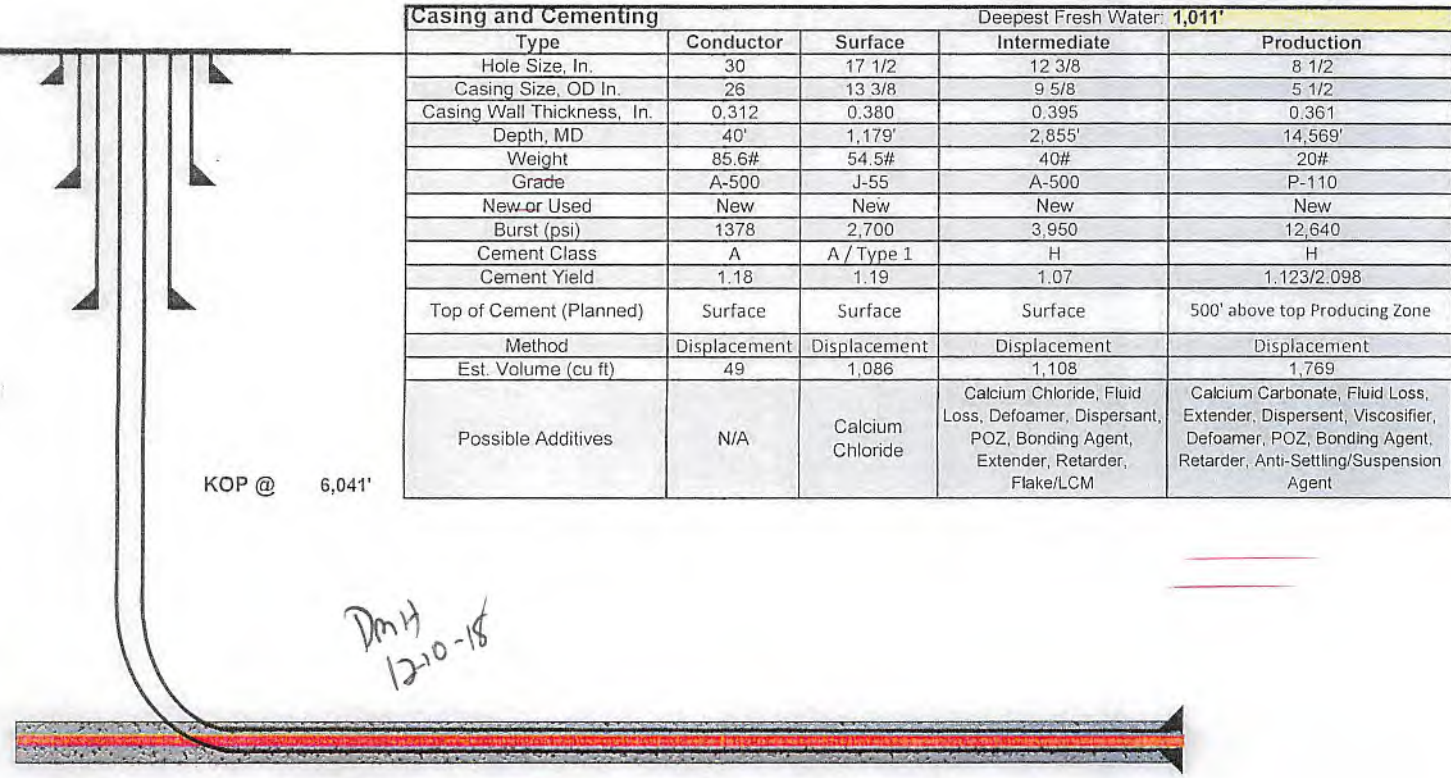 Casing and Cementing Deepest Fresh Water: 1,011'
Type Conductor Surface Intermediate Production
Hole Size, In. 30 17 1/2 12 3/8 8 1/2
Casing Size, OD In. 26 13 3/8 9 5/8 5 1/2
Casing Wall Thickness, In. 0.312 0.380 0.395 0.361
Depth, MD 40' 1,179' 2,855' 14,569'
Weight 85.6# 54.5# 40# 20#
Grade A-500 J-55 A-500 P-110
New or Used New New New New
Burst (psi) 1378 2,700 3,950 12,640
Cement Class A A / Type 1 H H
Cement Yield 1.18 1.19 1.07 1.123/2.098
Top of Cement (Planned) Surface Surface Surface 500' above top Producing Zone
Method Displacement Displacement Displacement Displacement
Est. Volume (cu ft) 49 1,086 1,108 1,769
Possible Additives
N/A
Calcium
Chloride
Calcium Chloride, Fluid
Loss, Defoamer, Dispersant,
POZ, Bonding Agent,
Extender, Retarder,
Flake/LCM
Calcium Carbonate, Fluid Loss,
Extender, Dispersent, Viscosifier,
Defoamer, POZ, Bonding Agent,
Retarder, Anti-Settling/Suspension
Agent
KOP @ 6,041'
DMH
12-10-18